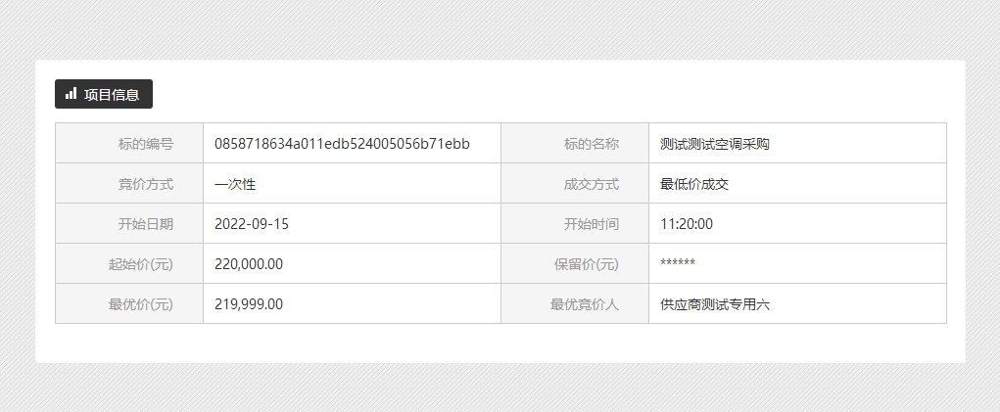 项目信息
标的编号 0858718634a011edb524005056b71ebb 标的名称 测试测试空调采购
竞价方式 一次性 成交方式 最低价成交
开始日期 2022-09-15 开始时间 11:20:00
起始价(元) 220,000.00 保留价(元) ******
最优价(元) 219,999.00 最优竞价人 供应商测试专用六